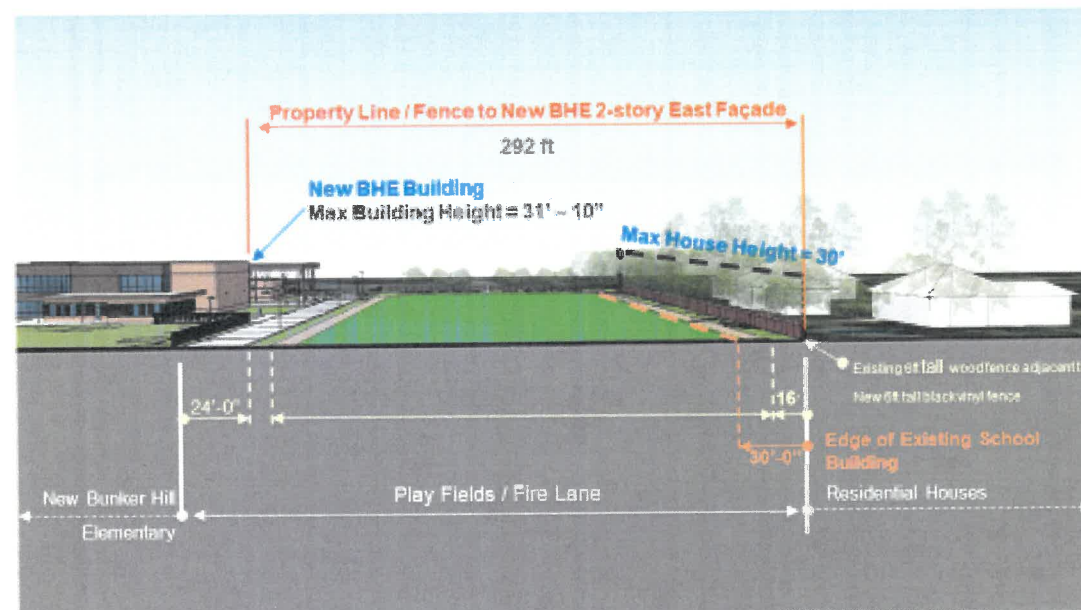 Property Line / Fence to New BHE 2-story East Façade
292 ft
New BHE Building
Max Building Height = 31' – 10"
Max House Height = 30'
Existing 6ft tall wood fence adjacent
24'-0"
16
New 6ft tall black vinyl fence
30'-0"
Edge of Existing School
Building
New Bunker Hill
Elementary
Play Fields / Fire Lane
Residential Houses